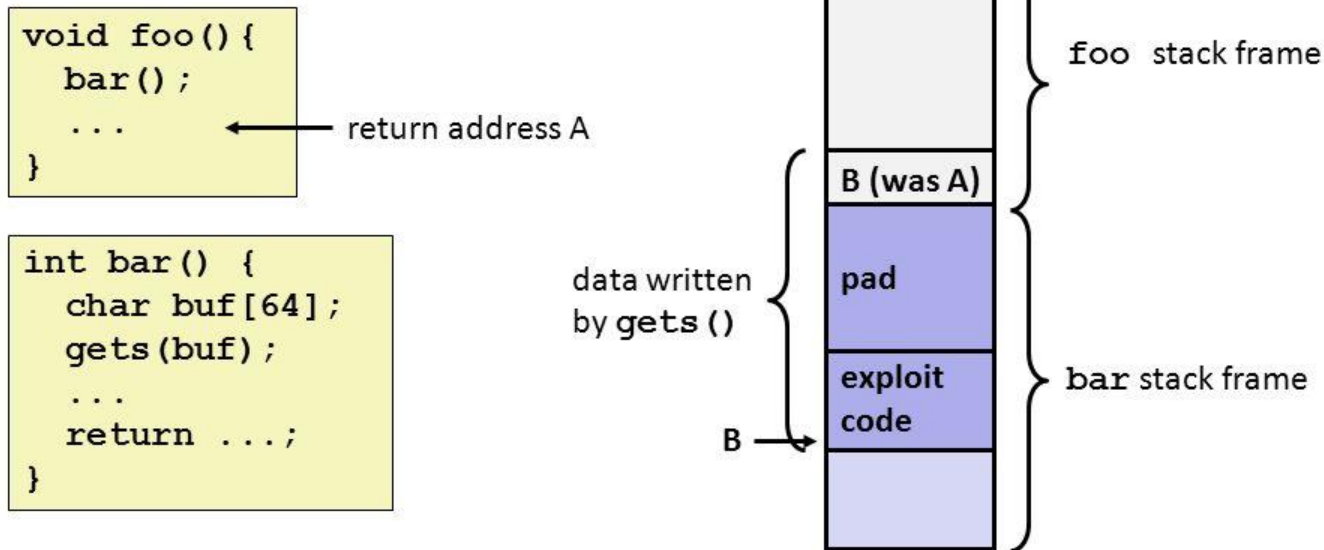 void foo(){
  bar();
  ...
}
return address A
int bar() {
  char buf[64];
  gets(buf);
  ...
  return ...;
}
data written
by gets()
B
B (was A)
pad
exploit
code
foo stack frame
bar stack frame